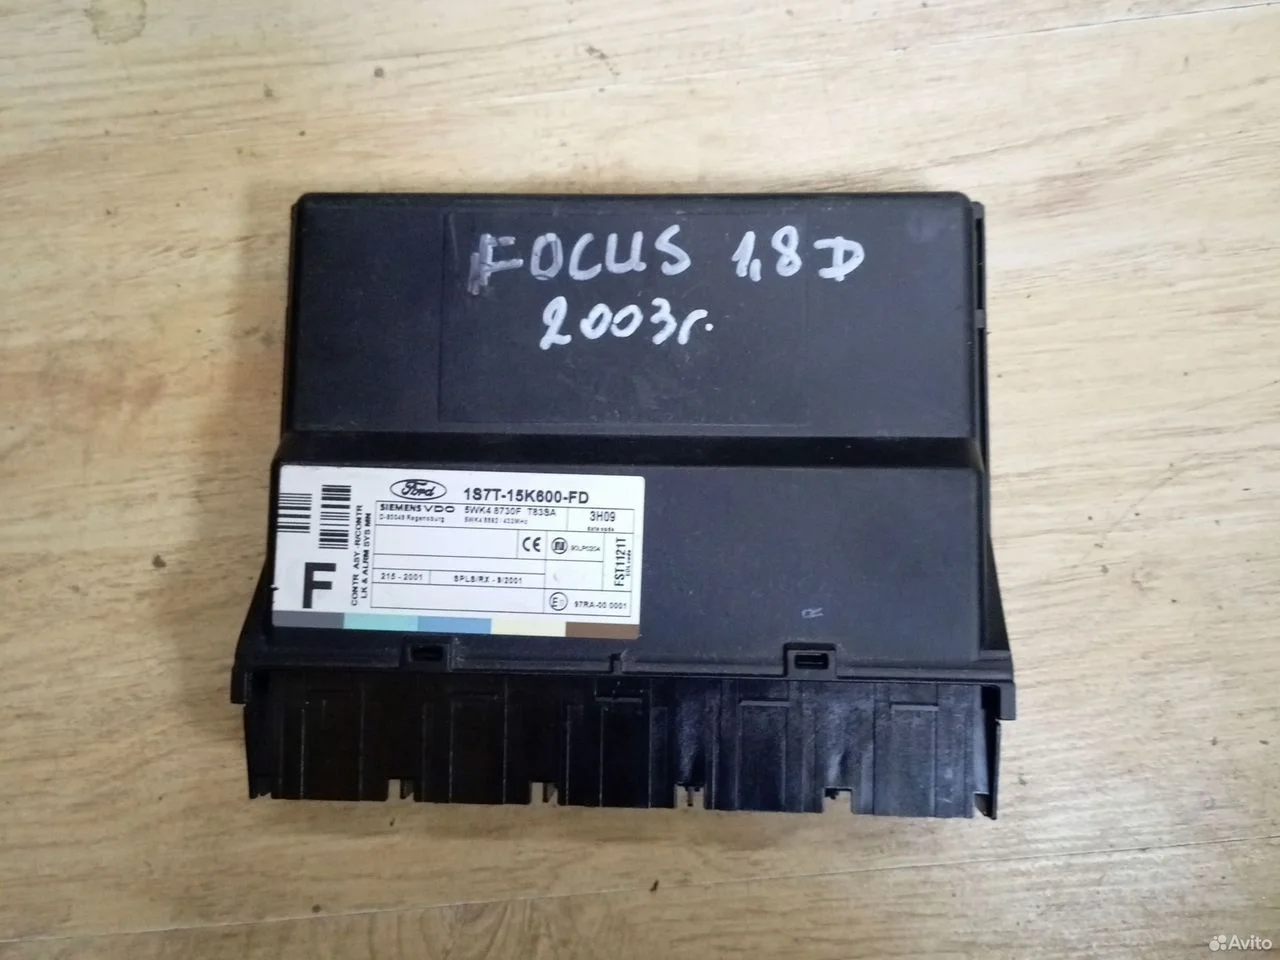 FOCUS 1,8 D
2003г.
Ford
1S7T-15K600-FD
SIEMENS VDO 5WK4 8730F T83SA
D-93049 Regensburg
3H09
date code
CE
215 - 2001
SPLS/RX - 9/2001
97RA-00 0001
FST1121T
CONTR ASY -R/CONTR
LK & ALRM SYS MN
F
R
Avito